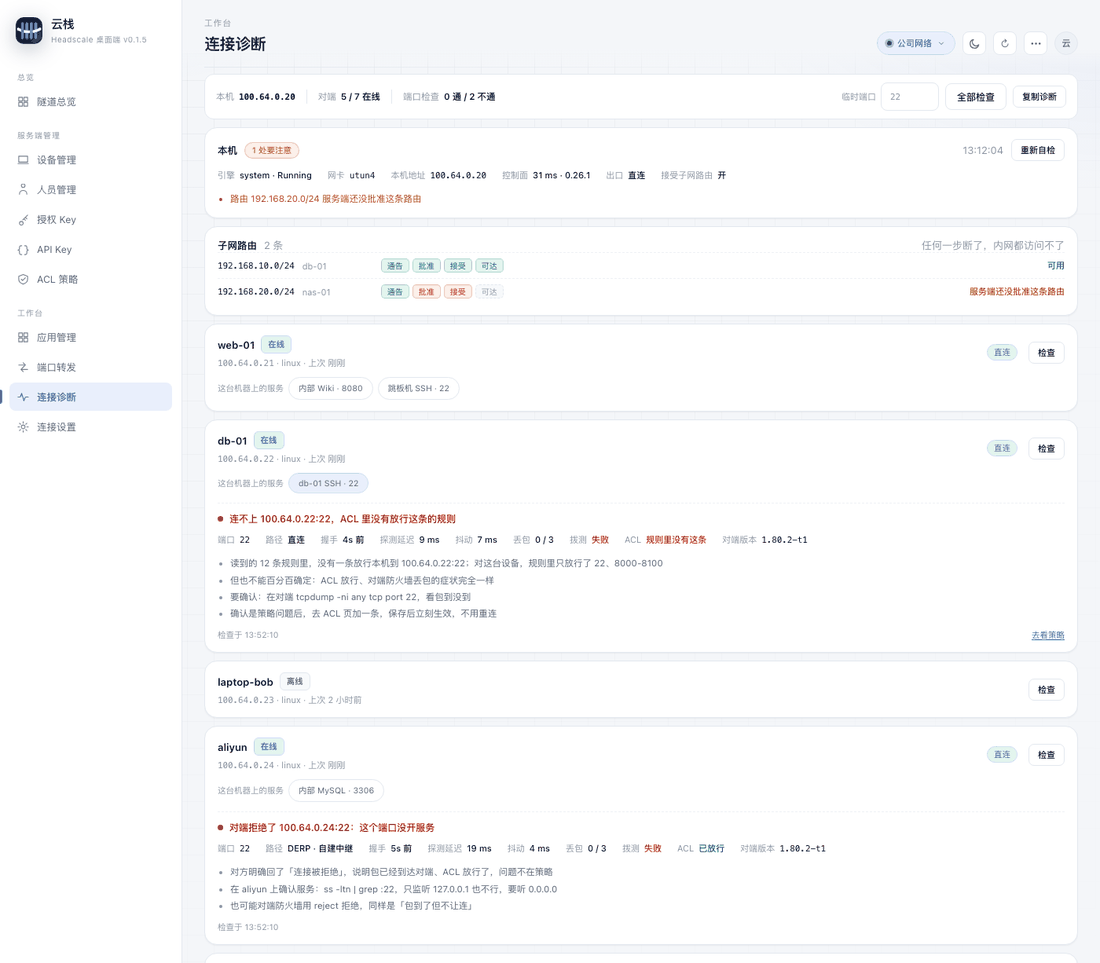 云栈
Headscale 桌面端 v0.1.5
总览
隧道总览
服务端管理
设备管理
人员管理
授权 Key
API Key
ACL 策略
工作台
应用管理
端口转发
连接诊断
连接设置
工作台
连接诊断
公司网络
云
本机 100.64.0.20 对端 5 / 7 在线 端口检查 0 通 / 2 不通 临时端口 22 全部检查 复制诊断
本机 1 处要注意 13:12:04 重新自检
引擎 system · Running 网卡 utun4 本机地址 100.64.0.20 控制面 31 ms · 0.26.1 出口 直连 接受子网路由 开
• 路由 192.168.20.0/24 服务端还没批准这条路由
子网路由 2 条 任何一步断了，内网都访问不了
192.168.10.0/24 db-01 通告 批准 接受 可达 可用
192.168.20.0/24 nas-01 通告 批准 接受 可达 服务端还没批准这条路由
web-01 在线 直连 检查
100.64.0.21 · linux · 上次 刚刚
这台机器上的服务 内部 Wiki · 8080 跳板机 SSH · 22
db-01 在线 直连 检查
100.64.0.22 · linux · 上次 刚刚
这台机器上的服务 db-01 SSH · 22
连不上 100.64.0.22:22，ACL 里没有放行这条的规则
端口 22 路径 直连 握手 4s 前 探测延迟 9 ms 抖动 7 ms 丢包 0 / 3 拨测 失败 ACL 规则里没有这条 对端版本 1.80.2-t1
• 读到的 12 条规则里，没有一条放行本机到 100.64.0.22:22；对这台设备，规则里只放行了 22、8000-8100
• 但也不能百分百确定：ACL 放行、对端防火墙丢包的症状完全一样
• 要确认：在对端 tcpdump -ni any tcp port 22，看包到没到
• 确认是策略问题后，去 ACL 页加一条，保存后立刻生效，不用重连
检查于 13:52:10 去看策略
laptop-bob 离线 检查
100.64.0.23 · linux · 上次 2 小时前
aliyun 在线 直连 检查
100.64.0.24 · linux · 上次 刚刚
这台机器上的服务 内部 MySQL · 3306
对端拒绝了 100.64.0.24:22：这个端口没开服务
端口 22 路径 DERP · 自建中继 握手 5s 前 探测延迟 19 ms 抖动 4 ms 丢包 0 / 3 拨测 失败 ACL 已放行 对端版本 1.80.2-t1
• 对方明确回了「连接被拒绝」，说明包已经到达对端、ACL 放行了，问题不在策略
• 在 aliyun 上确认服务：ss -ltn | grep :22，只监听 127.0.0.1 也不行，要听 0.0.0.0
• 也可能对端防火墙用 reject 拒绝，同样是「包到了但不让连」
检查于 13:52:10